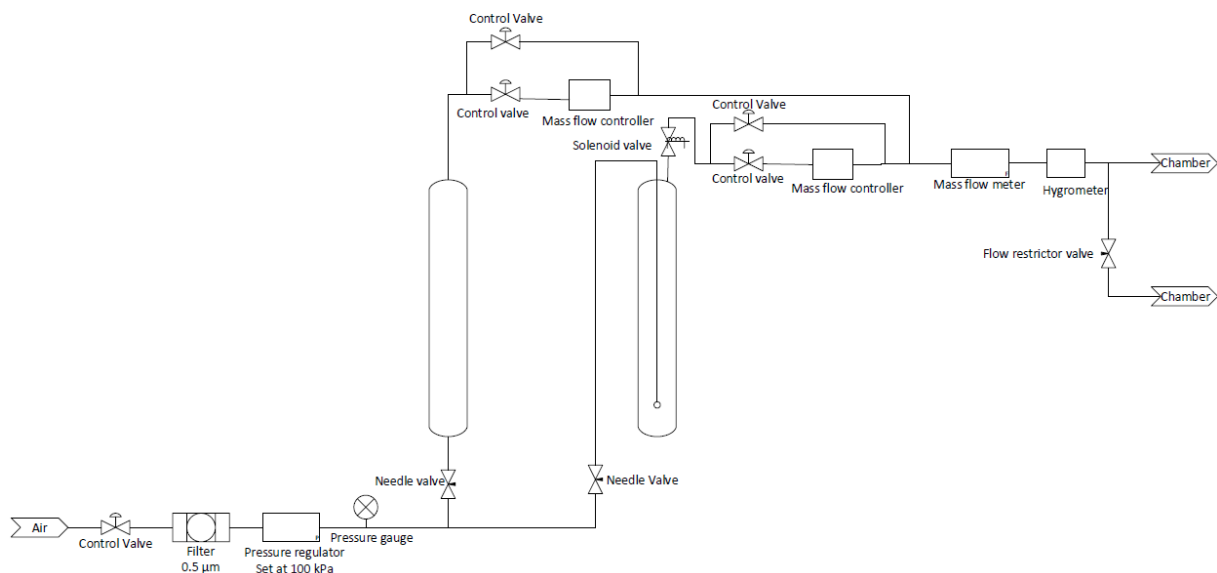 Control Valve
Control valve
Mass flow controller
Control Valve
Solenoid valve
Control valve
Mass flow controller
Mass flow meter
Hygrometer
Chamber
Flow restrictor valve
Chamber
Needle valve
Needle Valve
Air
Control Valve
Filter
0.5 µm
Pressure regulator
Set at 100 kPa
Pressure gauge